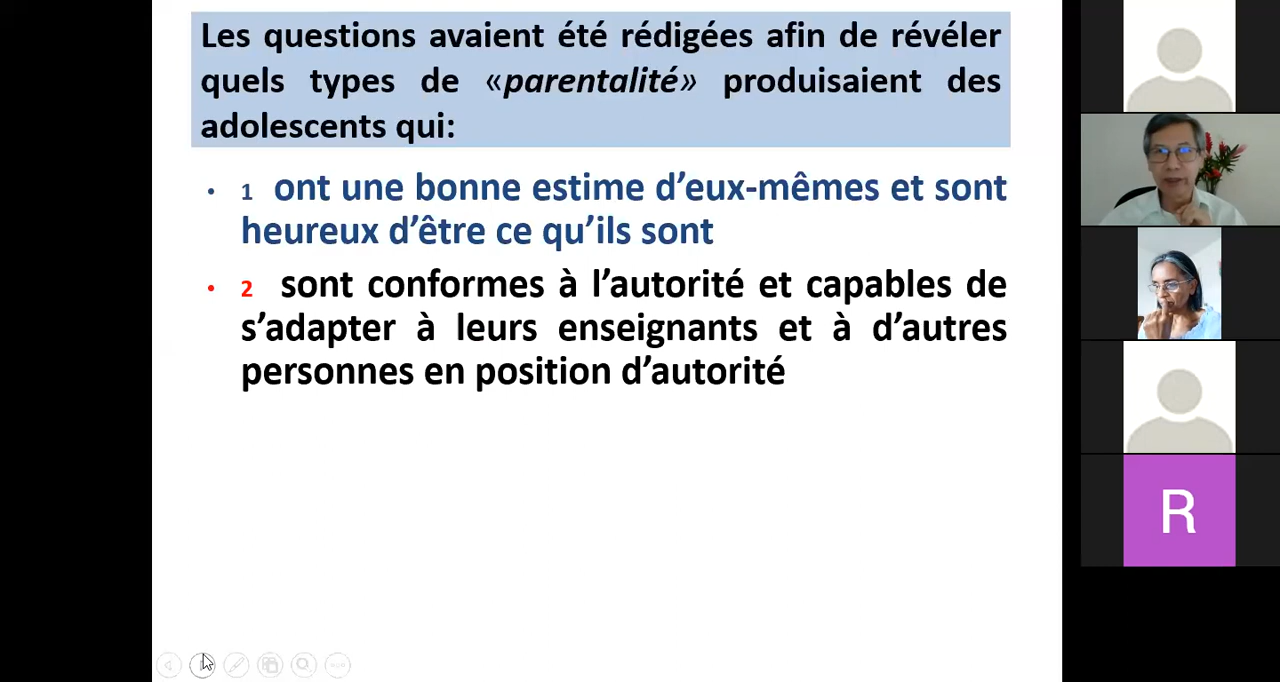 Les questions avaient été rédigées afin de révéler
quels types de «parentalité» produisaient des
adolescents qui:
• 1 ont une bonne estime d’eux-mêmes et sont
heureux d’être ce qu’ils sont
• 2 sont conformes à l’autorité et capables de
s’adapter à leurs enseignants et à d’autres
personnes en position d’autorité
R